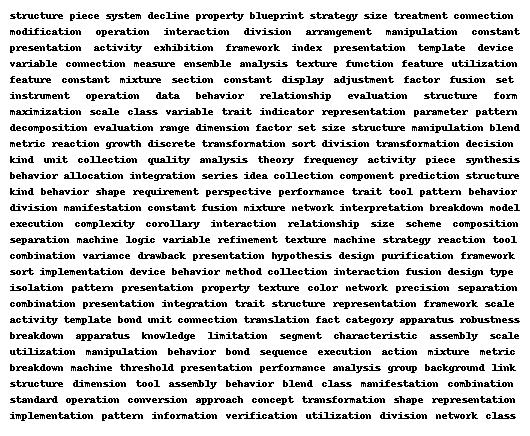 structure piece system decline property blueprint strategy size treatment connection
modification operation interaction division arrangement manipulation constant
presentation activity exhibition framework index presentation template device
variable connection measure ensemble analysis texture function feature utilization
feature constant mixture section constant display adjustment factor fusion set
instrument operation data behavior relationship evaluation structure form
maximization scale class variable trait indicator representation parameter pattern
decomposition evaluation range dimension factor set size structure manipulation blend
metric reaction growth discrete transformation sort division transformation decision
kind unit collection quality analysis theory frequency activity piece synthesis
behavior allocation integration series idea collection component prediction structure
kind behavior shape requirement perspective performance trait tool pattern behavior
division manifestation constant fusion mixture network interpretation breakdown model
execution complexity corollary interaction relationship size scheme composition
separation machine logic variable refinement texture machine strategy reaction tool
combination variance drawback presentation hypothesis design purification framework
sort implementation device behavior method collection interaction fusion design type
isolation pattern presentation property texture color network precision separation
combination presentation integration trait structure representation framework scale
activity template bond unit connection translation fact category apparatus robustness
breakdown apparatus knowledge limitation segment characteristic assembly scale
utilization manipulation behavior bond sequence execution action mixture metric
breakdown machine threshold presentation performance analysis group background link
structure dimension tool assembly behavior blend class manifestation combination
standard operation conversion approach concept transformation shape representation
implementation pattern information verification utilization division network class